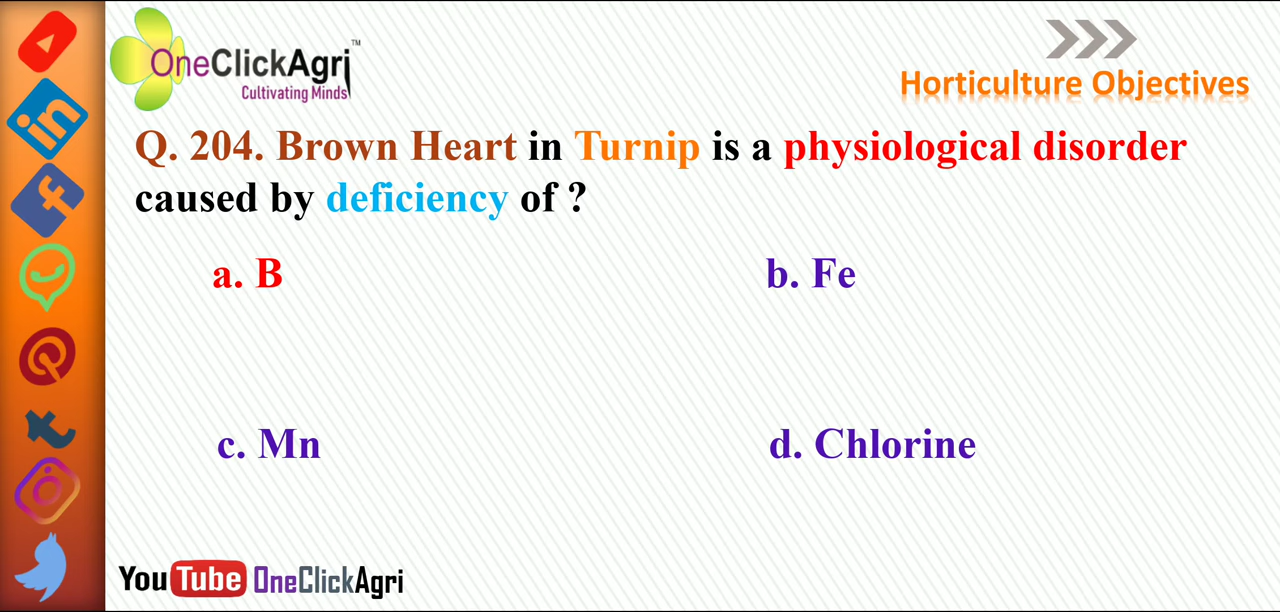 OneClickAgri™
Cultivating Minds
Horticulture Objectives
Q. 204. Brown Heart in Turnip is a physiological disorder
caused by deficiency of ?
a. B
b. Fe
c. Mn
d. Chlorine
YouTube OneClickAgri